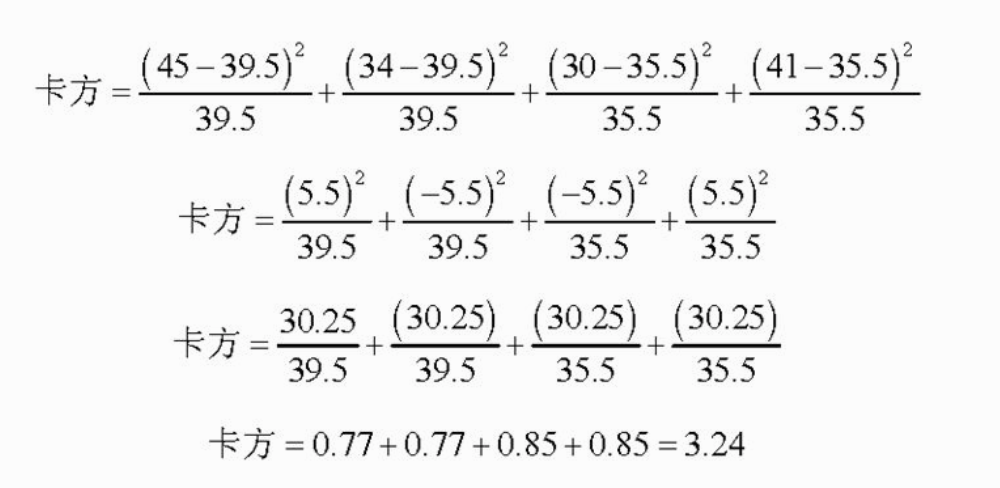 卡方 = (45−39.5)²/39.5 + (34−39.5)²/39.5 + (30−35.5)²/35.5 + (41−35.5)²/35.5
卡方 = (5.5)²/39.5 + (−5.5)²/39.5 + (−5.5)²/35.5 + (5.5)²/35.5
卡方 = 30.25/39.5 + (30.25)/39.5 + (30.25)/35.5 + (30.25)/35.5
卡方 = 0.77+0.77+0.85+0.85 = 3.24